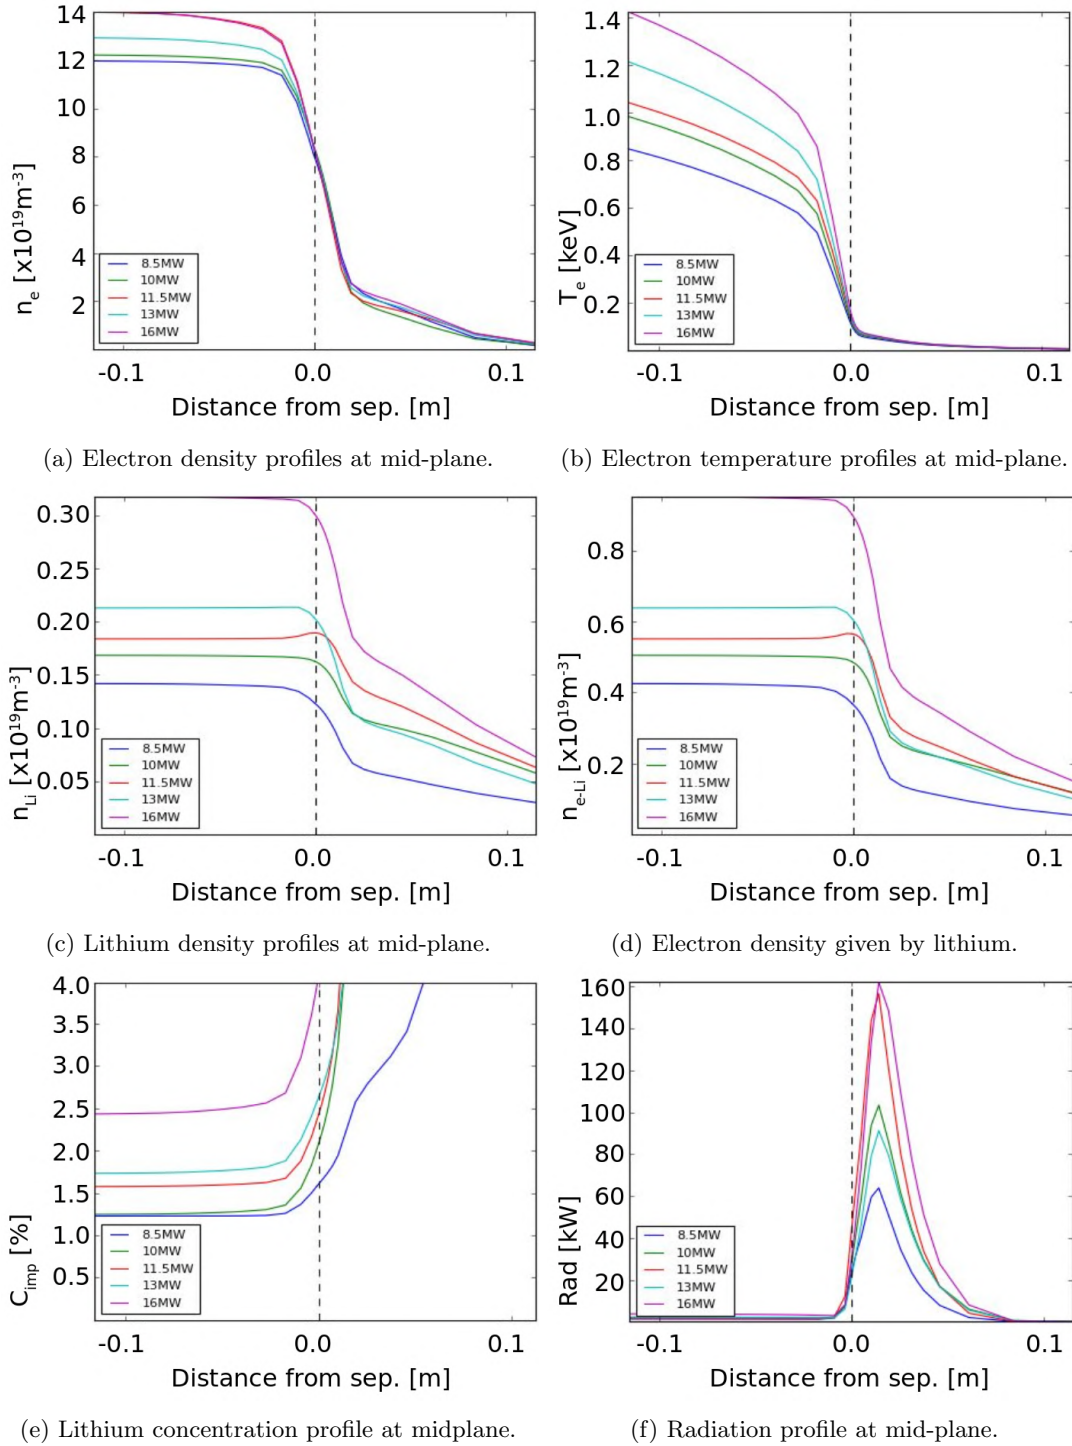 14
12
10
8
6
4
2
n_e [x10^19 m^-3]
8.5MW
10MW
11.5MW
13MW
16MW
-0.1 0.0 0.1
Distance from sep. [m]
(a) Electron density profiles at mid-plane.
1.4
1.2
1.0
0.8
0.6
0.4
0.2
T_e [keV]
8.5MW
10MW
11.5MW
13MW
16MW
-0.1 0.0 0.1
Distance from sep. [m]
(b) Electron temperature profiles at mid-plane.
0.30
0.25
0.20
0.15
0.10
0.05
n_Li [x10^19 m^-3]
8.5MW
10MW
11.5MW
13MW
16MW
-0.1 0.0 0.1
Distance from sep. [m]
(c) Lithium density profiles at mid-plane.
0.8
0.6
0.4
0.2
n_e-Li [x10^19 m^-3]
8.5MW
10MW
11.5MW
13MW
16MW
-0.1 0.0 0.1
Distance from sep. [m]
(d) Electron density given by lithium.
4.0
3.5
3.0
2.5
2.0
1.5
1.0
0.5
C_imp [%]
8.5MW
10MW
11.5MW
13MW
16MW
-0.1 0.0 0.1
Distance from sep. [m]
(e) Lithium concentration profile at midplane.
160
140
120
100
80
60
40
20
Rad [kW]
8.5MW
10MW
11.5MW
13MW
16MW
-0.1 0.0 0.1
Distance from sep. [m]
(f) Radiation profile at mid-plane.